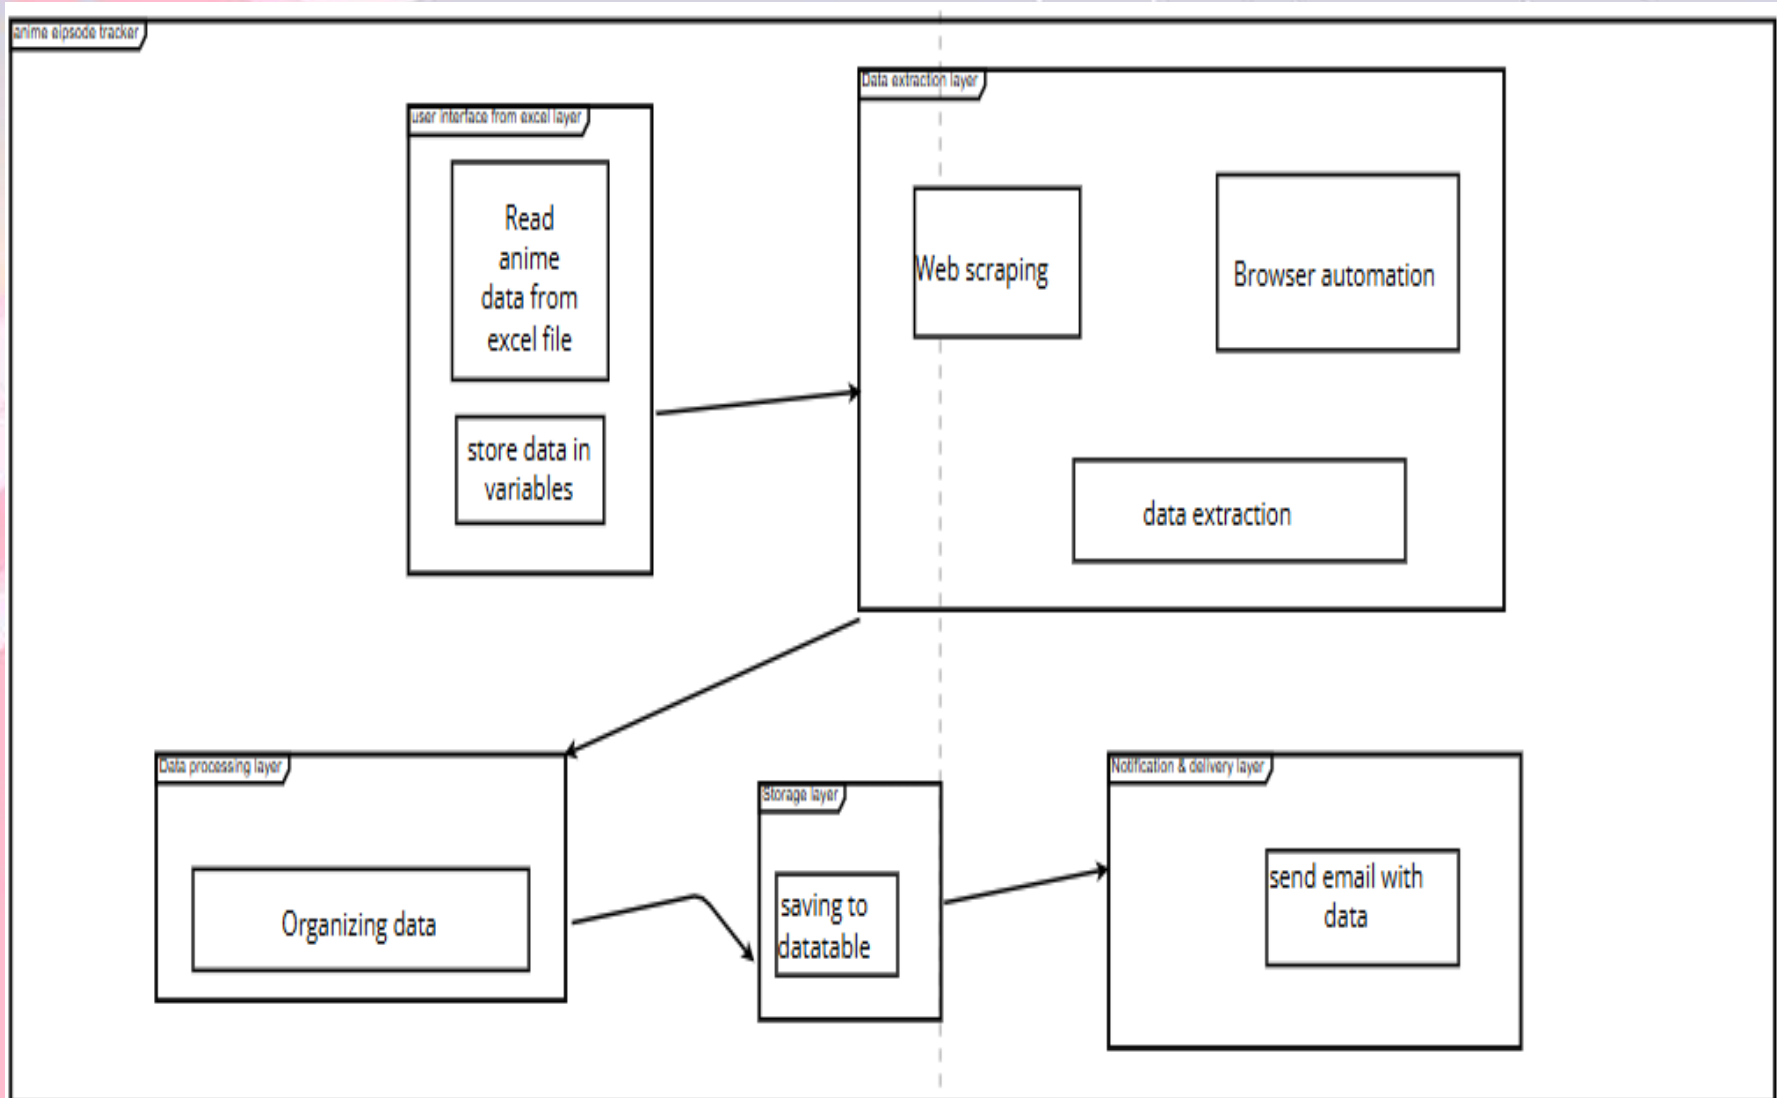 anime eipsode tracker
user interface from excel layer
Read
anime
data from
excel file
store data in
variables
Data extraction layer
Web scraping
Browser automation
data extraction
Data processing layer
Organizing data
Storage layer
saving to
datatable
Notification & delivery layer
send email with
data